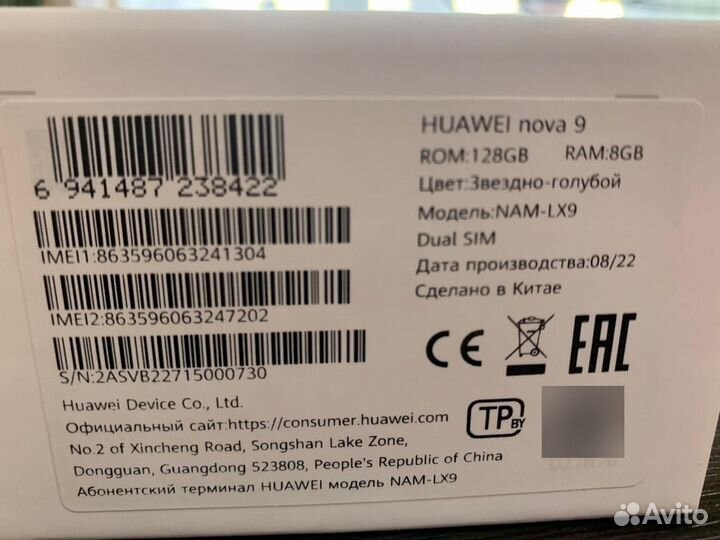 6 941487 238422
IMEI1:863596063241304
IMEI2:863596063247202
S/N:2ASVB22715000730
HUAWEI nova 9
ROM:128GB RAM:8GB
Цвет:Звездно-голубой
Модель:NAM-LX9
Dual SIM
Дата производства:08/22
Сделано в Китае
CE EAC
TP BY
Huawei Device Co., Ltd.
Официальный сайт:https://consumer.huawei.com
No.2 of Xincheng Road, Songshan Lake Zone,
Dongguan, Guangdong 523808, People's Republic of China
Абонентский терминал HUAWEI модель NAM-LX9
Avito